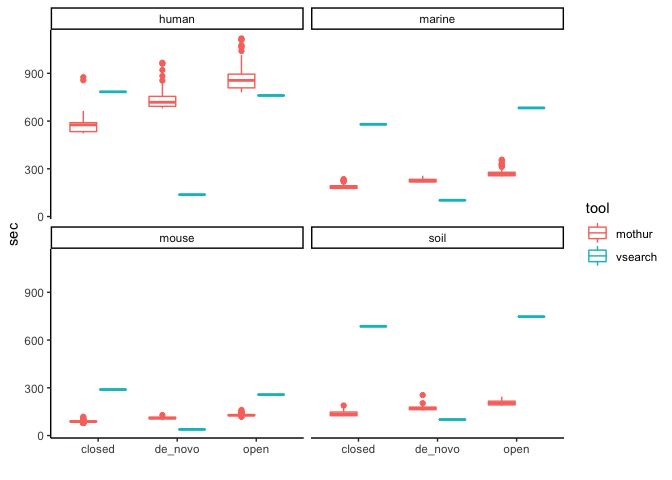 human
marine
900
600
300
0
sec
mouse
soil
900
600
300
0
closed
de_novo
open
closed
de_novo
open
tool
mothur
vsearch